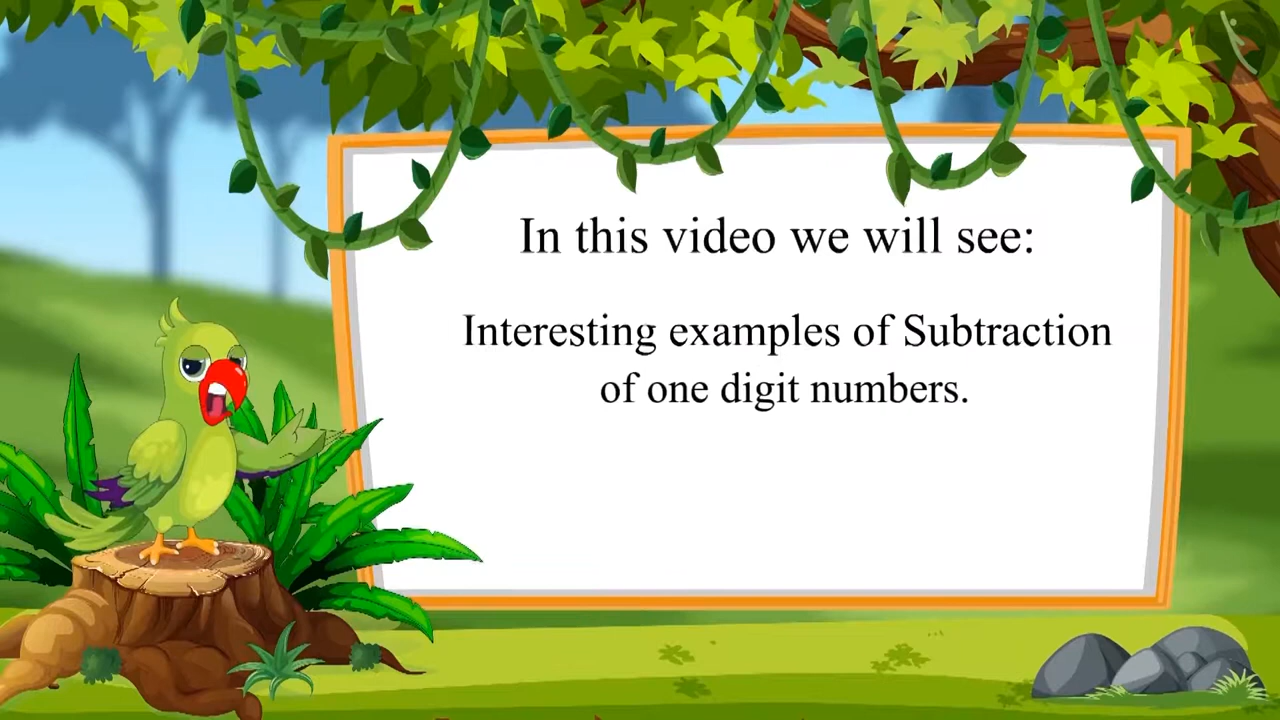 In this video we will see:
Interesting examples of Subtraction
of one digit numbers.